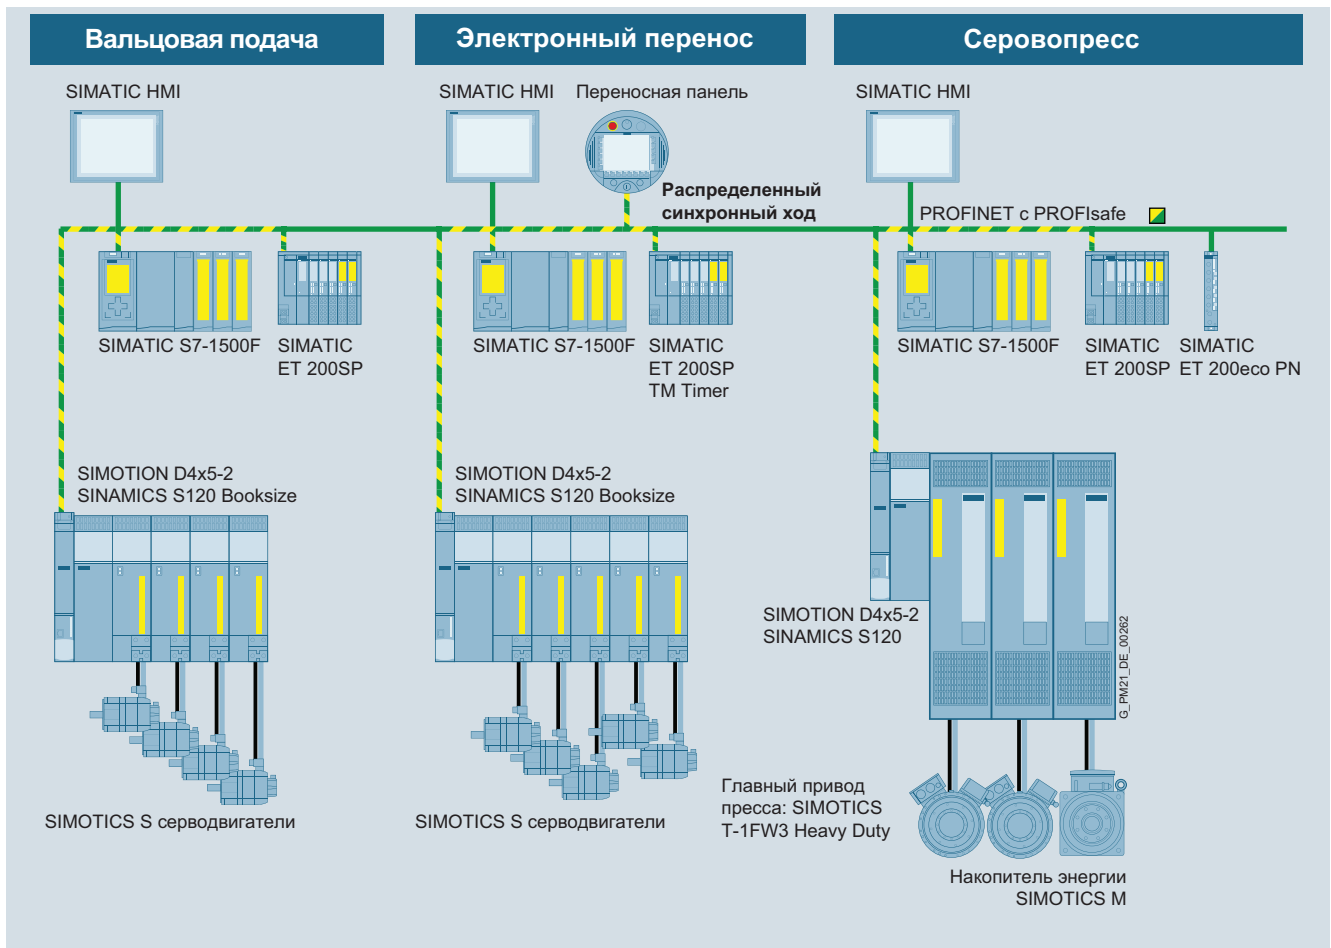 Вальцовая подача
Электронный перенос
Серовопресс
SIMATIC HMI
SIMATIC HMI
Переносная панель
SIMATIC HMI
Распределенный
синхронный ход
PROFINET с PROFIsafe
SIMATIC S7-1500F
SIMATIC
ET 200SP
SIMATIC S7-1500F
SIMATIC
ET 200SP
TM Timer
SIMATIC S7-1500F
SIMATIC
ET 200SP
SIMATIC
ET 200eco PN
SIMOTION D4x5-2
SINAMICS S120 Booksize
SIMOTION D4x5-2
SINAMICS S120 Booksize
SIMOTION D4x5-2
SINAMICS S120
G_PM21_DE_00262
SIMOTICS S серводвигатели
SIMOTICS S серводвигатели
Главный привод
пресса: SIMOTICS
T-1FW3 Heavy Duty
Накопитель энергии
SIMOTICS M